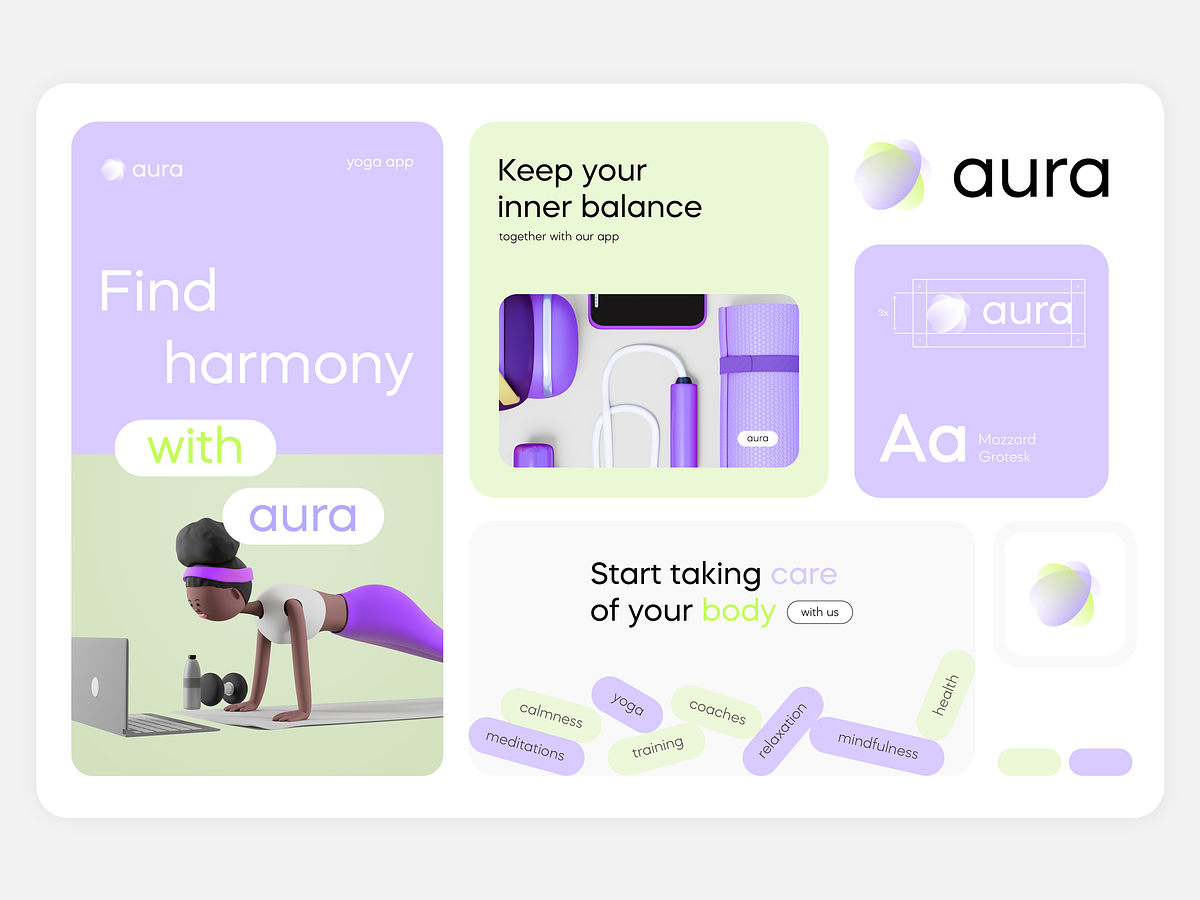 aura
yoga app
Find
harmony
with
aura
Keep your
inner balance
together with our app
aura
aura
3x
aura
Aa
Mazzard
Grotesk
Start taking care
of your body with us
calmness
yoga
coaches
relaxation
health
meditations
training
mindfulness